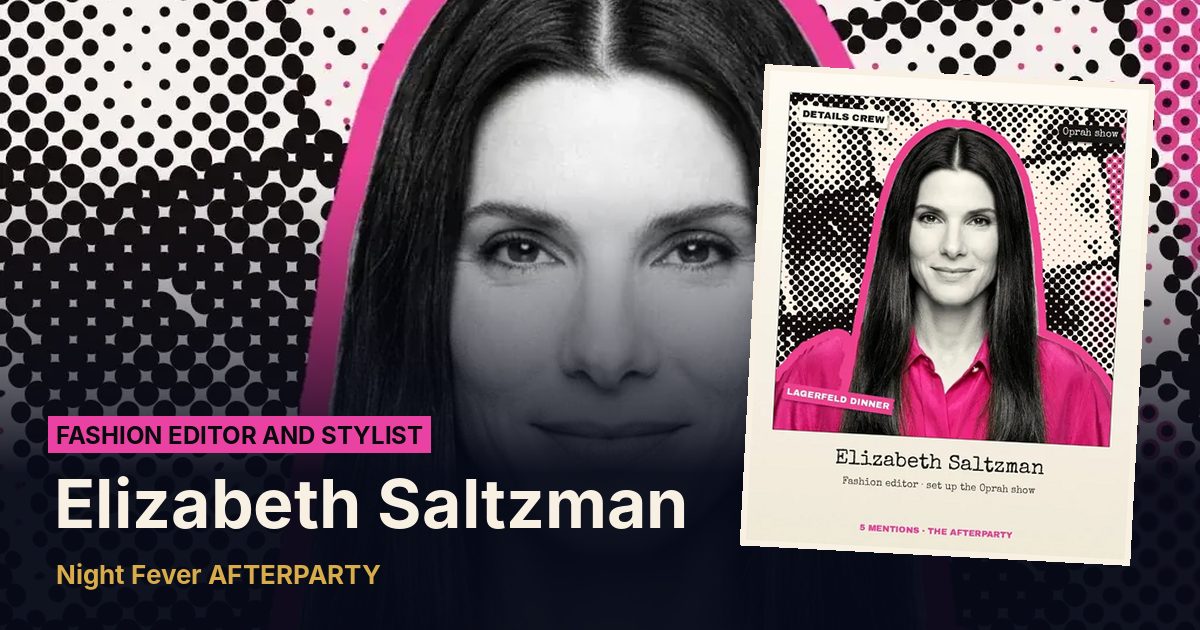 FASHION EDITOR AND STYLIST
Elizabeth Saltzman
Night Fever AFTERPARTY
DETAILS CREW
Oprah show
LAGERFELD DINNER
Elizabeth Saltzman
Fashion editor · set up the Oprah show
5 MENTIONS · THE AFTERPARTY